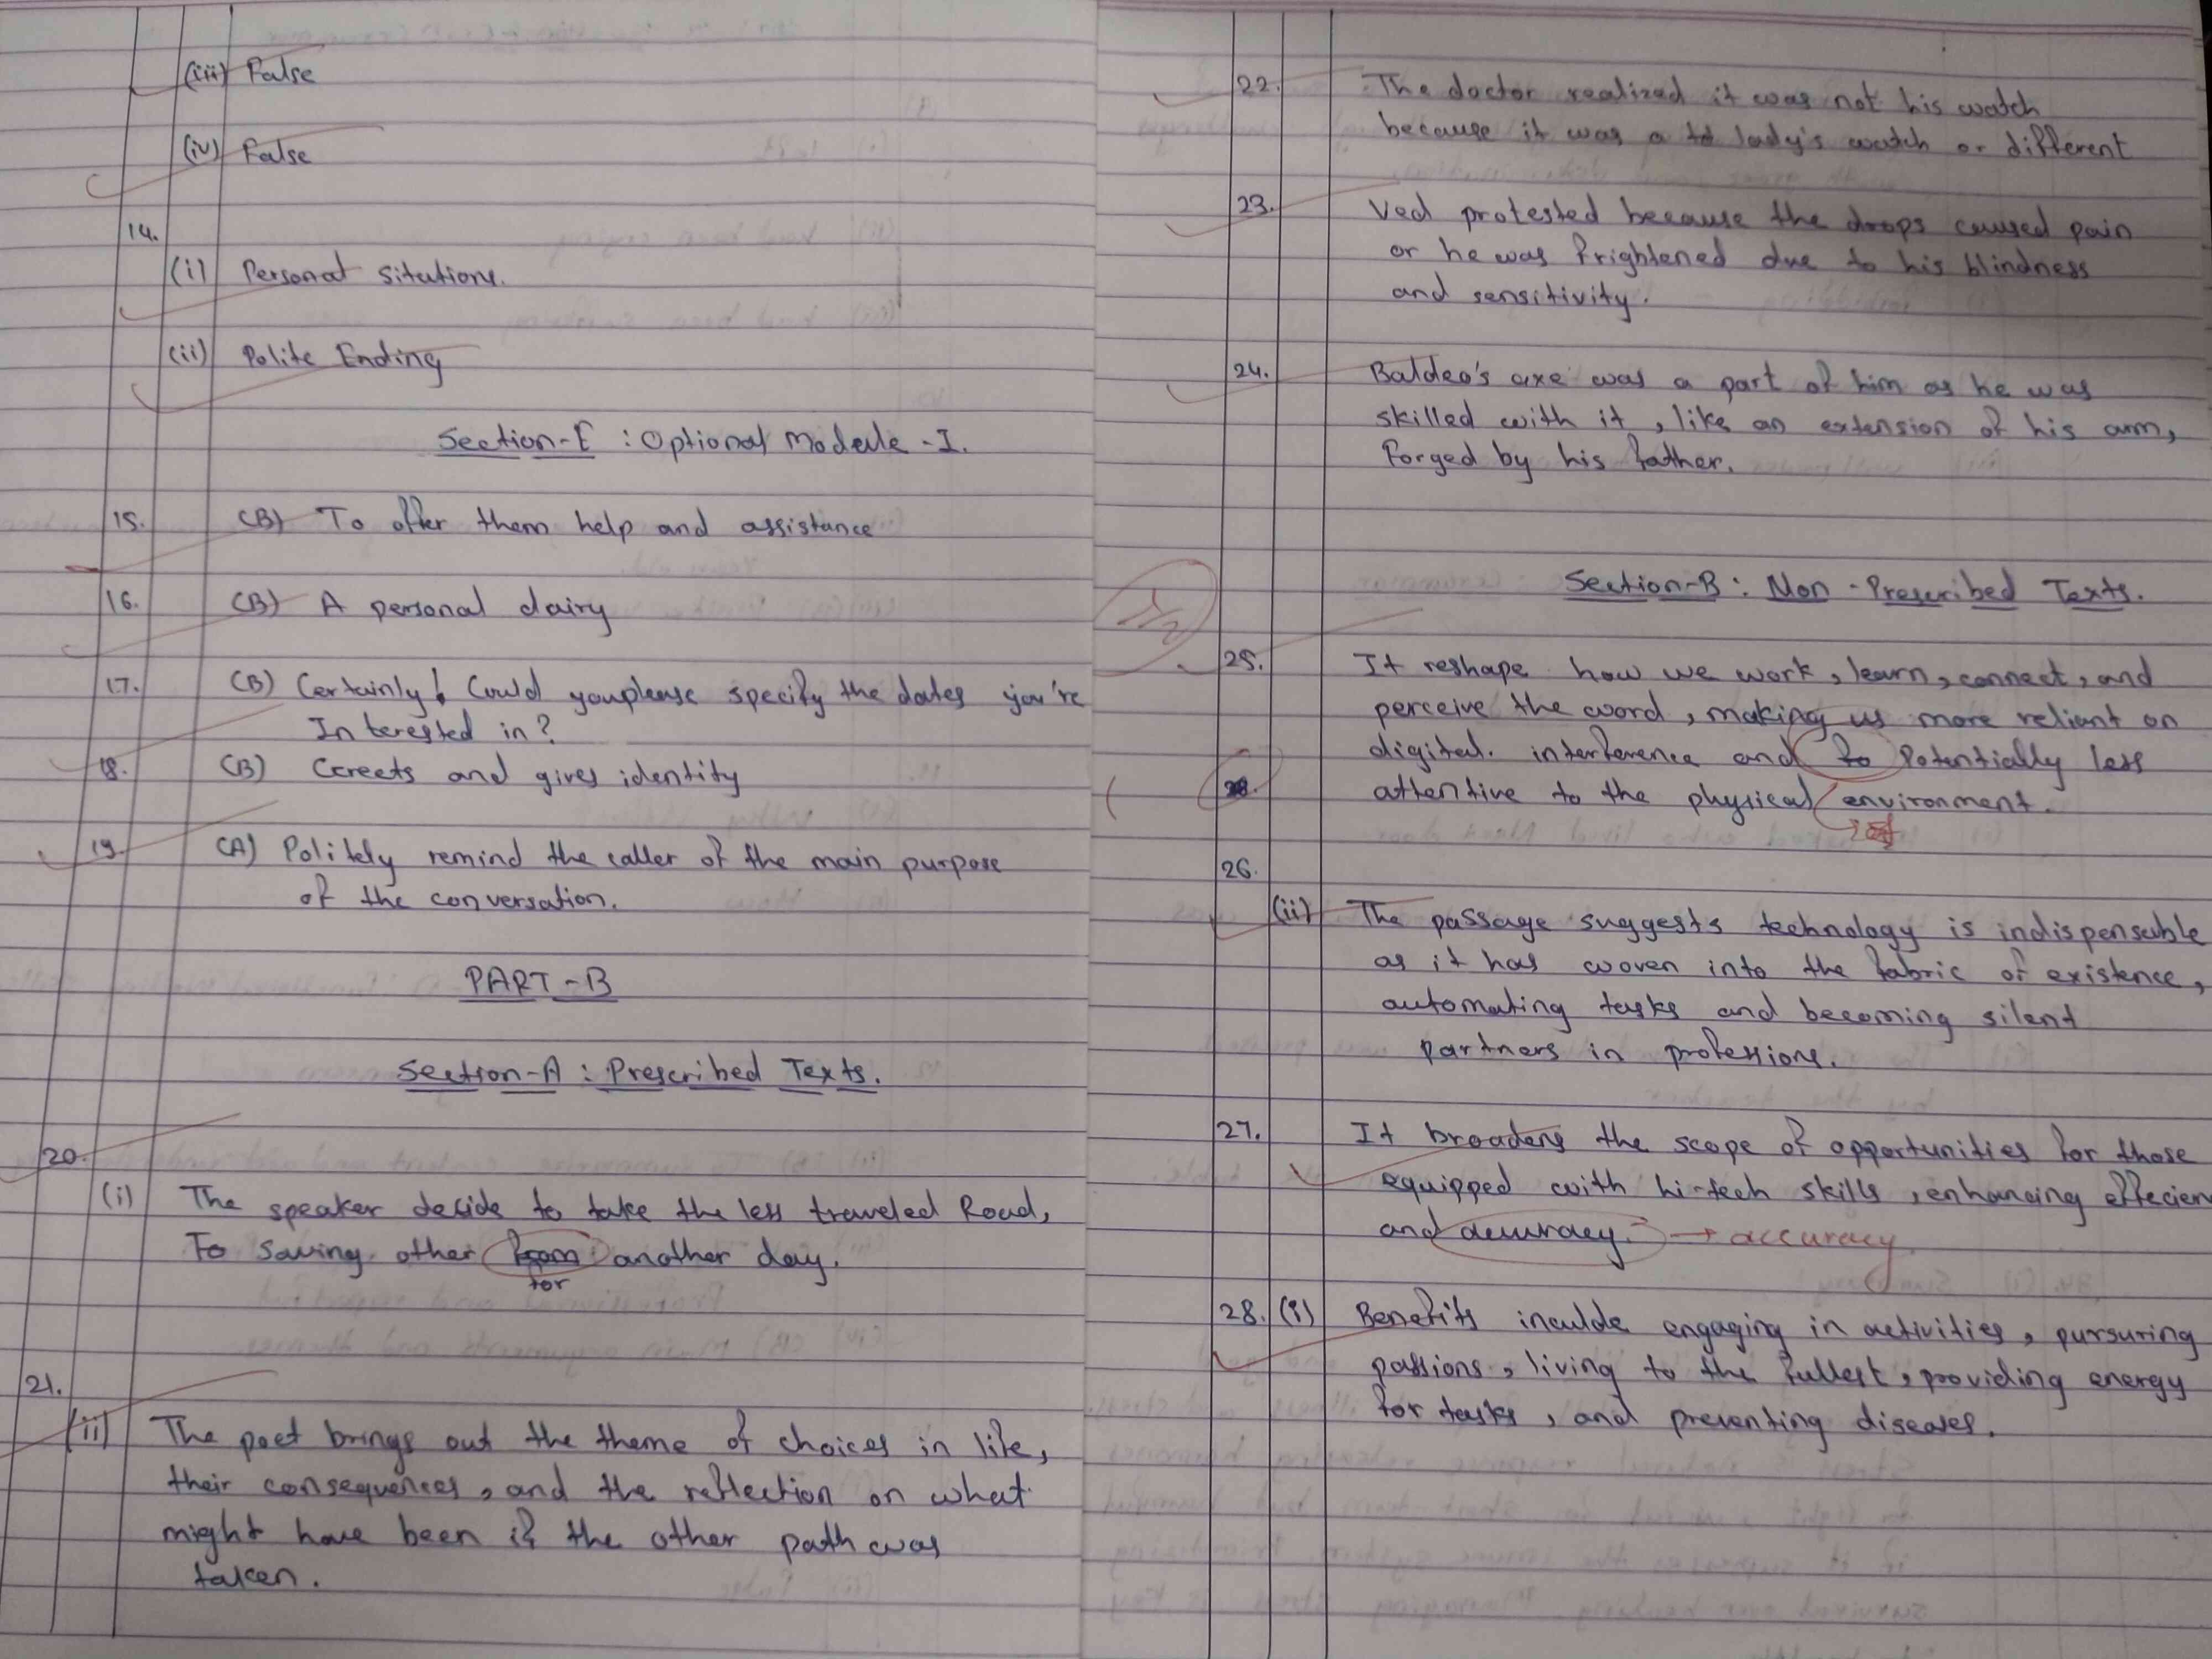 (iii) False
(iv) False
14.
(i) Personal Situtions.
(ii) Polite Ending
Section-E : Optional Module - I.
15. (B) To offer them help and assistance
16. (B) A personal dairy
17. (B) Certainly! Could youplease specify the dates you're
Interested in?
18. (B) Greets and gives identity
19. (A) Politely remind the caller of the main purpose
of the conversation.
PART-B
Section-A : Prescribed Texts.
20.
(i) The speaker decide to take the less traveled Road,
To Saving other from another day.
for
21.
(ii) The poet brings out the theme of choices in life,
their consequences, and the reflection on what
might have been if the other path was
taken.
22. The doctor realized it was not his watch
because it was a lady's watch or different
23. Ved protested because the drops caused pain
or he was frightened due to his blindness
and sensitivity.
24. Baldeo's axe was a part of him as he was
skilled with it, like an extension of his arm,
forged by his father.
Section-B : Non-Prescribed Texts.
1/2
25. It reshape how we work, learn, connect, and
perceive the word, making us more reliant on
digital. interference and to Potentially less
attentive to the physical environment.
26.
(ii) The passage suggests technology is indispensable
as it has woven into the fabric of existence,
automating tasks and becoming silent
partners in professions.
27. It broadens the scope of opportunities for those
equipped with hi-tech skills, enhancing effecien
and accuracy. → accuracy.
28. (i) Benefits inculde engaging in activities, pursuring
passions, living to the fullest, providing energy
for tasks, and preventing diseases.